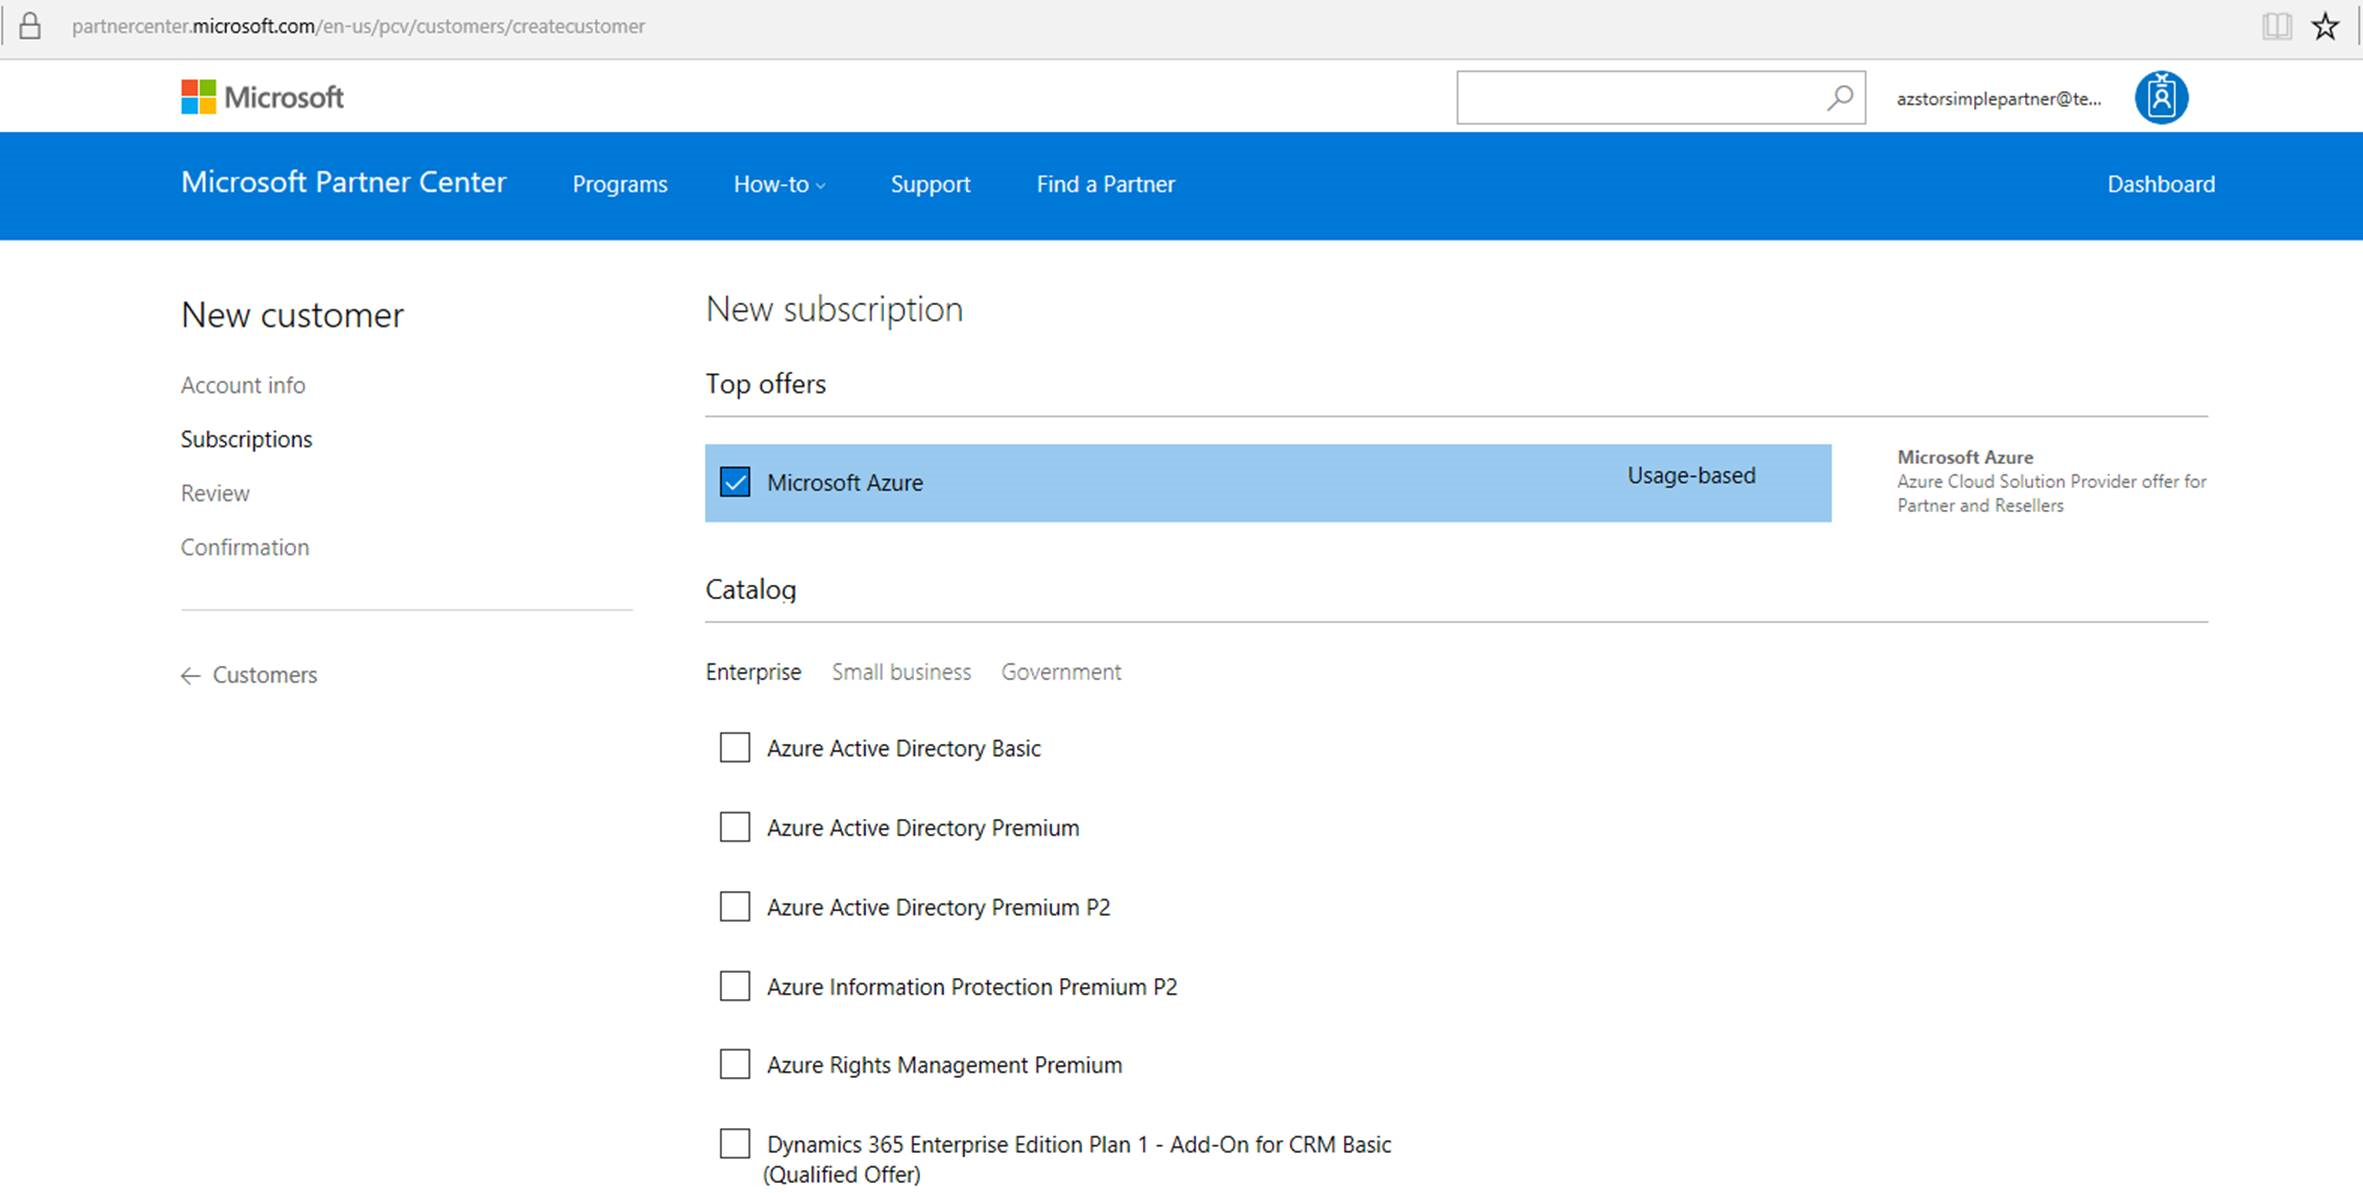 partnercenter.microsoft.com/en-us/pcv/customers/createcustomer
Microsoft
azstorsimplepartner@te...
Microsoft Partner Center
Programs
How-to
Support
Find a Partner
Dashboard
New customer
Account info
Subscriptions
Review
Confirmation
Customers
New subscription
Top offers
Microsoft Azure
Usage-based
Microsoft Azure
Azure Cloud Solution Provider offer for
Partner and Resellers
Catalog
Enterprise
Small business
Government
Azure Active Directory Basic
Azure Active Directory Premium
Azure Active Directory Premium P2
Azure Information Protection Premium P2
Azure Rights Management Premium
Dynamics 365 Enterprise Edition Plan 1 - Add-On for CRM Basic
(Qualified Offer)